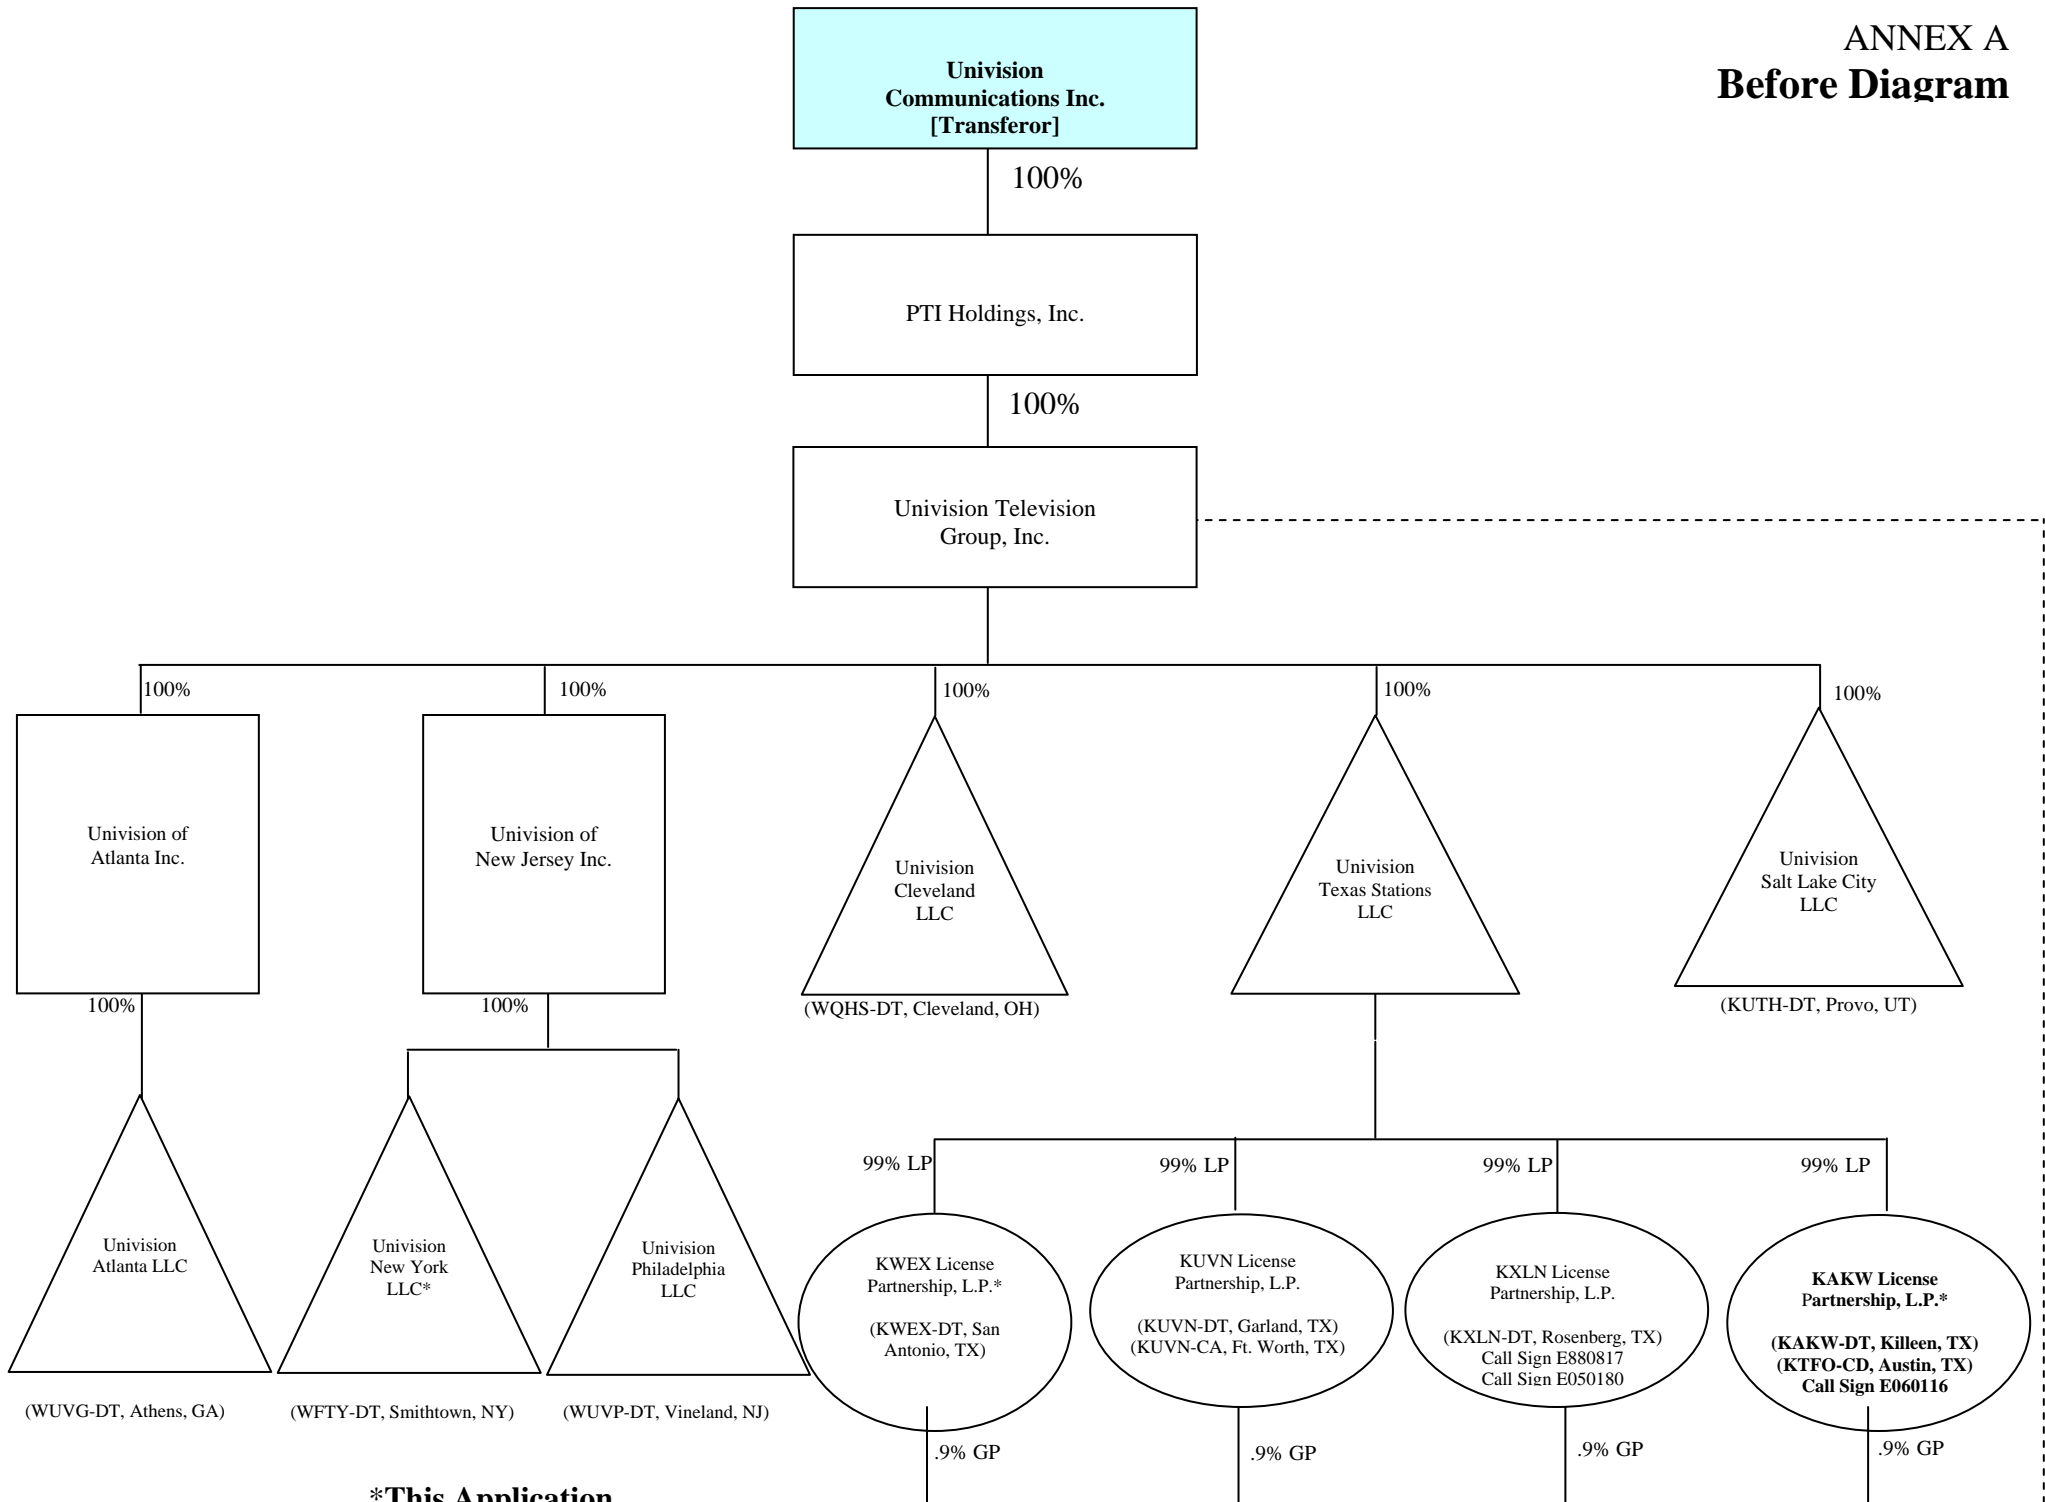 ANNEX A
Before Diagram
Univision
Communications Inc.
[Transferor]
100%
PTI Holdings, Inc.
100%
Univision Television
Group, Inc.
100%
100%
100%
100%
100%
Univision of
Atlanta Inc.
Univision of
New Jersey Inc.
Univision
Cleveland
LLC
Univision
Texas Stations
LLC
Univision
Salt Lake City
LLC
100%
100%
(WQHS-DT, Cleveland, OH)
(KUTH-DT, Provo, UT)
99% LP
99% LP
99% LP
99% LP
Univision
Atlanta LLC
Univision
New York
LLC*
Univision
Philadelphia
LLC
KWEX License
Partnership, L.P.*
(KWEX-DT, San
Antonio, TX)
KUVN License
Partnership, L.P.
(KUVN-DT, Garland, TX)
(KUVN-CA, Ft. Worth, TX)
KXLN License
Partnership, L.P.
(KXLN-DT, Rosenberg, TX)
Call Sign E880817
Call Sign E050180
KAKW License
Partnership, L.P.*
(KAKW-DT, Killeen, TX)
(KTFO-CD, Austin, TX)
Call Sign E060116
(WUVG-DT, Athens, GA)
(WFTY-DT, Smithtown, NY)
(WUVP-DT, Vineland, NJ)
.9% GP
.9% GP
.9% GP
.9% GP
*This Application